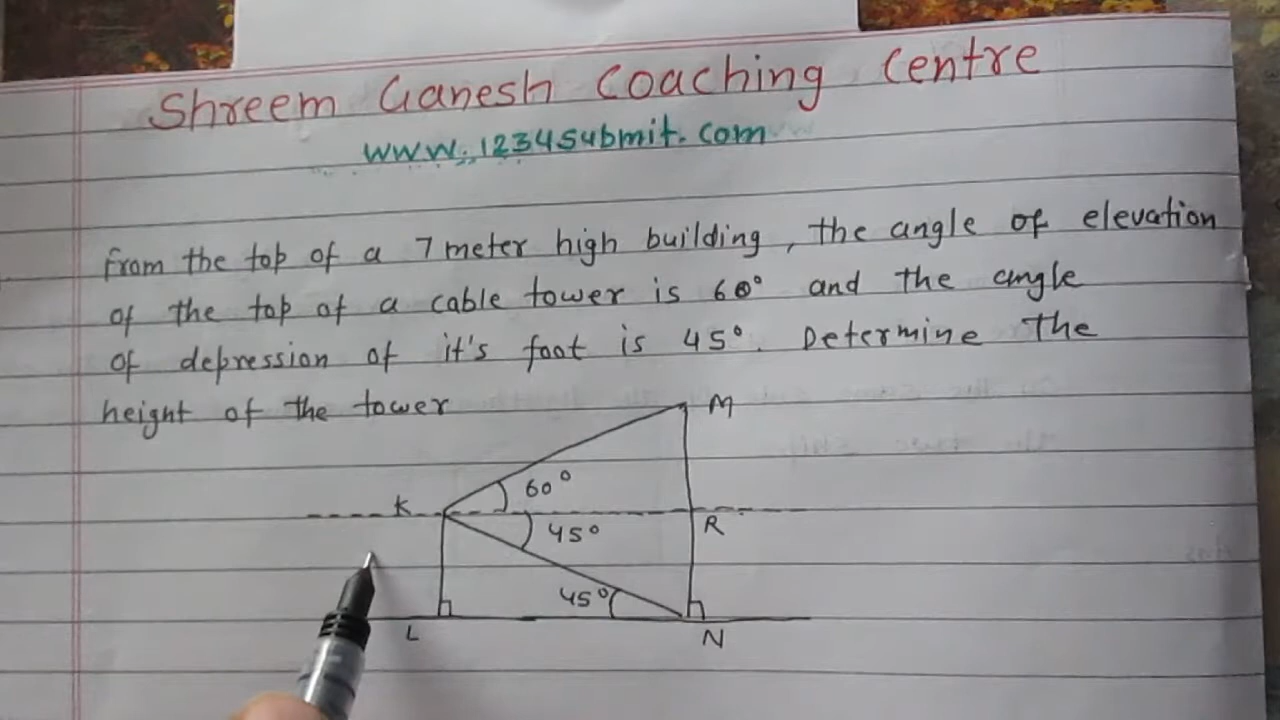 Shreem Ganesh Coaching Centre
www.1234submit.com
from the top of a 7 meter high building, the angle of elevation
of the top of a cable tower is 60° and the angle
of depression of it's foot is 45°. Determine the
height of the tower
M
60°
K
R
45°
45°
L
N